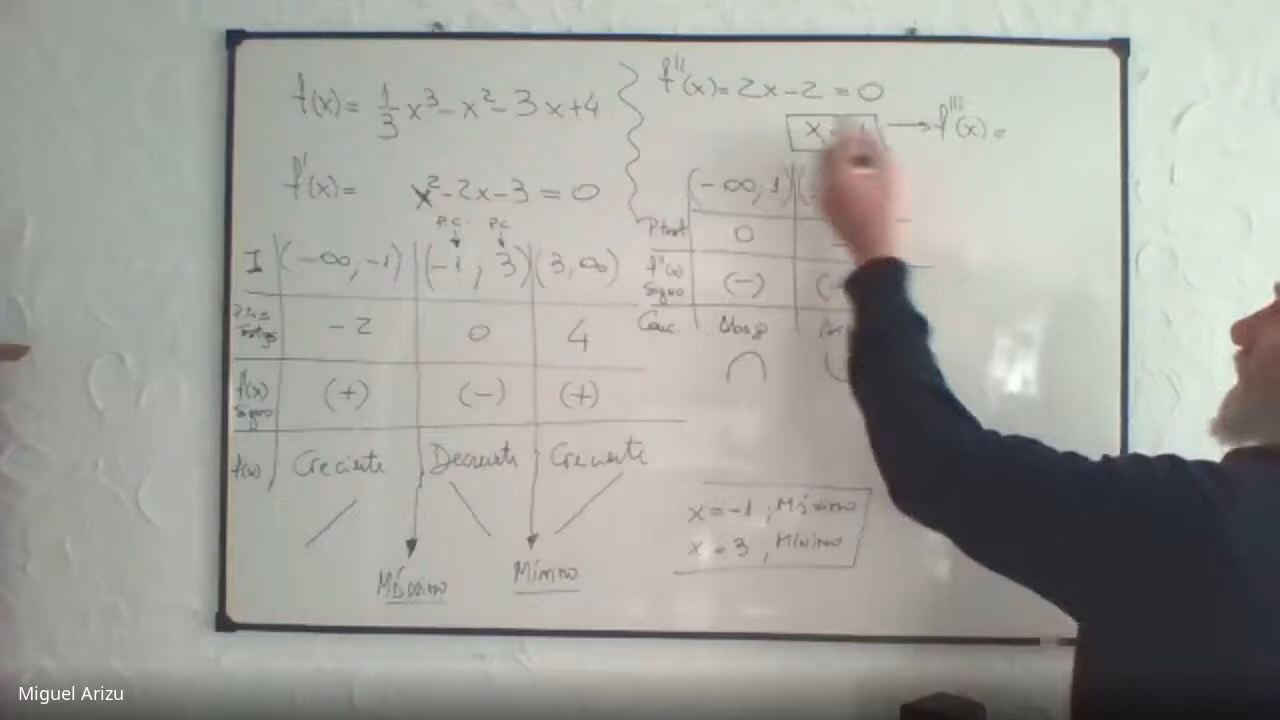 f(x) = 1/3 x³ - x² - 3x + 4
f'(x) = x² - 2x - 3 = 0
P.C. P.C.
I (-∞, -1) (-1, 3) (3, ∞)
-2 0 4
f'(x) Signo (+) (-) (+)
f(x) Creciente Decreciente Creciente
Máximo Mínimo
f''(x) = 2x - 2 = 0
x = 1 → f'''(x) =
(-∞, 1)
0
f''(x) Signo (-)
Conc.
∩
x = -1, Máximo
x = 3, Mínimo
Miguel Arizu